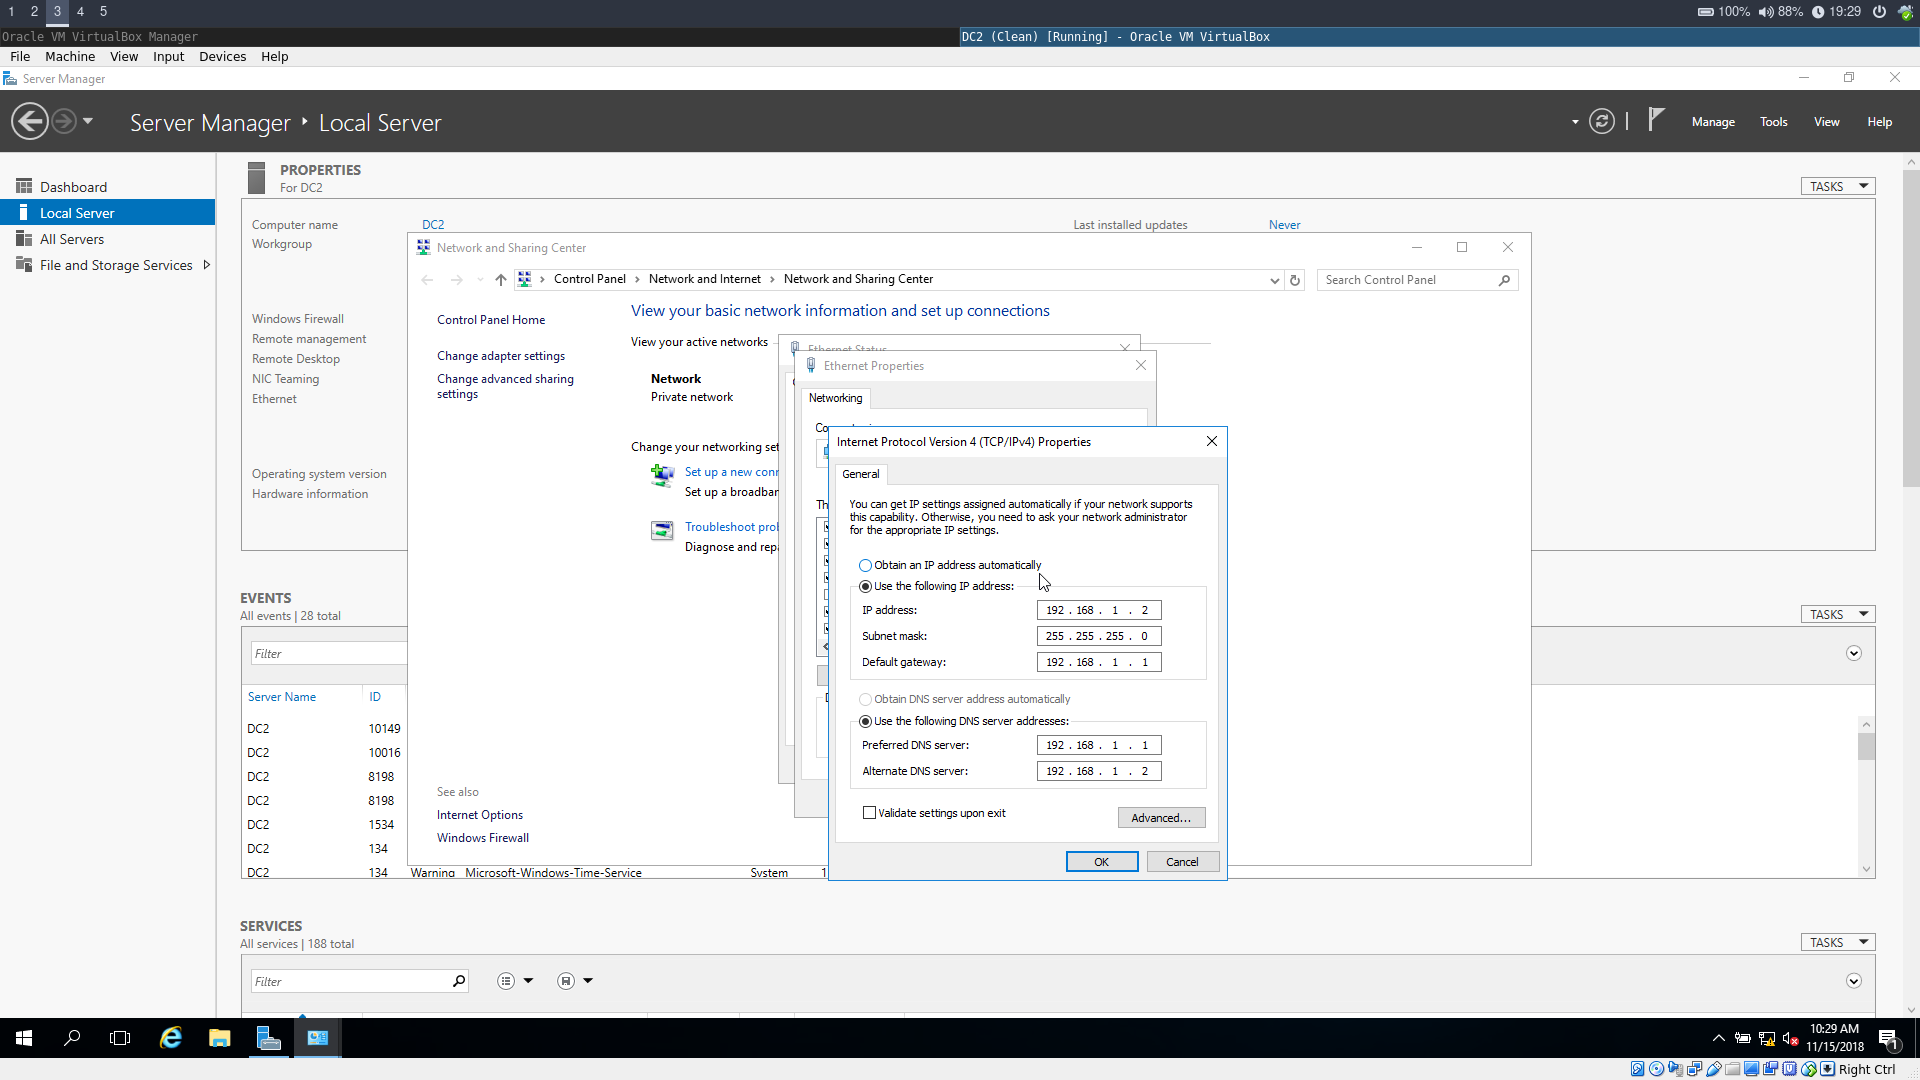 1 2 3 4 5
100% 88% 19:29
Oracle VM VirtualBox Manager
DC2 (Clean) [Running] - Oracle VM VirtualBox
File Machine View Input Devices Help
Server Manager
Server Manager ‣ Local Server
Manage Tools View Help
Dashboard
Local Server
All Servers
File and Storage Services
PROPERTIES
For DC2
TASKS
Computer name DC2
Last installed updates Never
Workgroup
Windows Firewall
Remote management
Remote Desktop
NIC Teaming
Ethernet
Operating system version
Hardware information
Network and Sharing Center
Control Panel › Network and Internet › Network and Sharing Center
Search Control Panel
Control Panel Home
Change adapter settings
Change advanced sharing
settings
View your basic network information and set up connections
View your active networks
Network
Private network
Change your networking set
Set up a new conn
Set up a broadban
Troubleshoot prob
Diagnose and repa
See also
Internet Options
Windows Firewall
Ethernet Status
Ethernet Properties
Networking
Co
Th
Internet Protocol Version 4 (TCP/IPv4) Properties
General
You can get IP settings assigned automatically if your network supports
this capability. Otherwise, you need to ask your network administrator
for the appropriate IP settings.
Obtain an IP address automatically
Use the following IP address:
IP address: 192 . 168 . 1 . 2
Subnet mask: 255 . 255 . 255 . 0
Default gateway: 192 . 168 . 1 . 1
Obtain DNS server address automatically
Use the following DNS server addresses:
Preferred DNS server: 192 . 168 . 1 . 1
Alternate DNS server: 192 . 168 . 1 . 2
Validate settings upon exit
Advanced...
OK Cancel
EVENTS
All events | 28 total
TASKS
Filter
Server Name ID
DC2 10149
DC2 10016
DC2 8198
DC2 8198
DC2 1534
DC2 134
DC2 134 Warning Microsoft-Windows-Time-Service System 1
SERVICES
All services | 188 total
TASKS
Filter
10:29 AM
11/15/2018
1
Right Ctrl